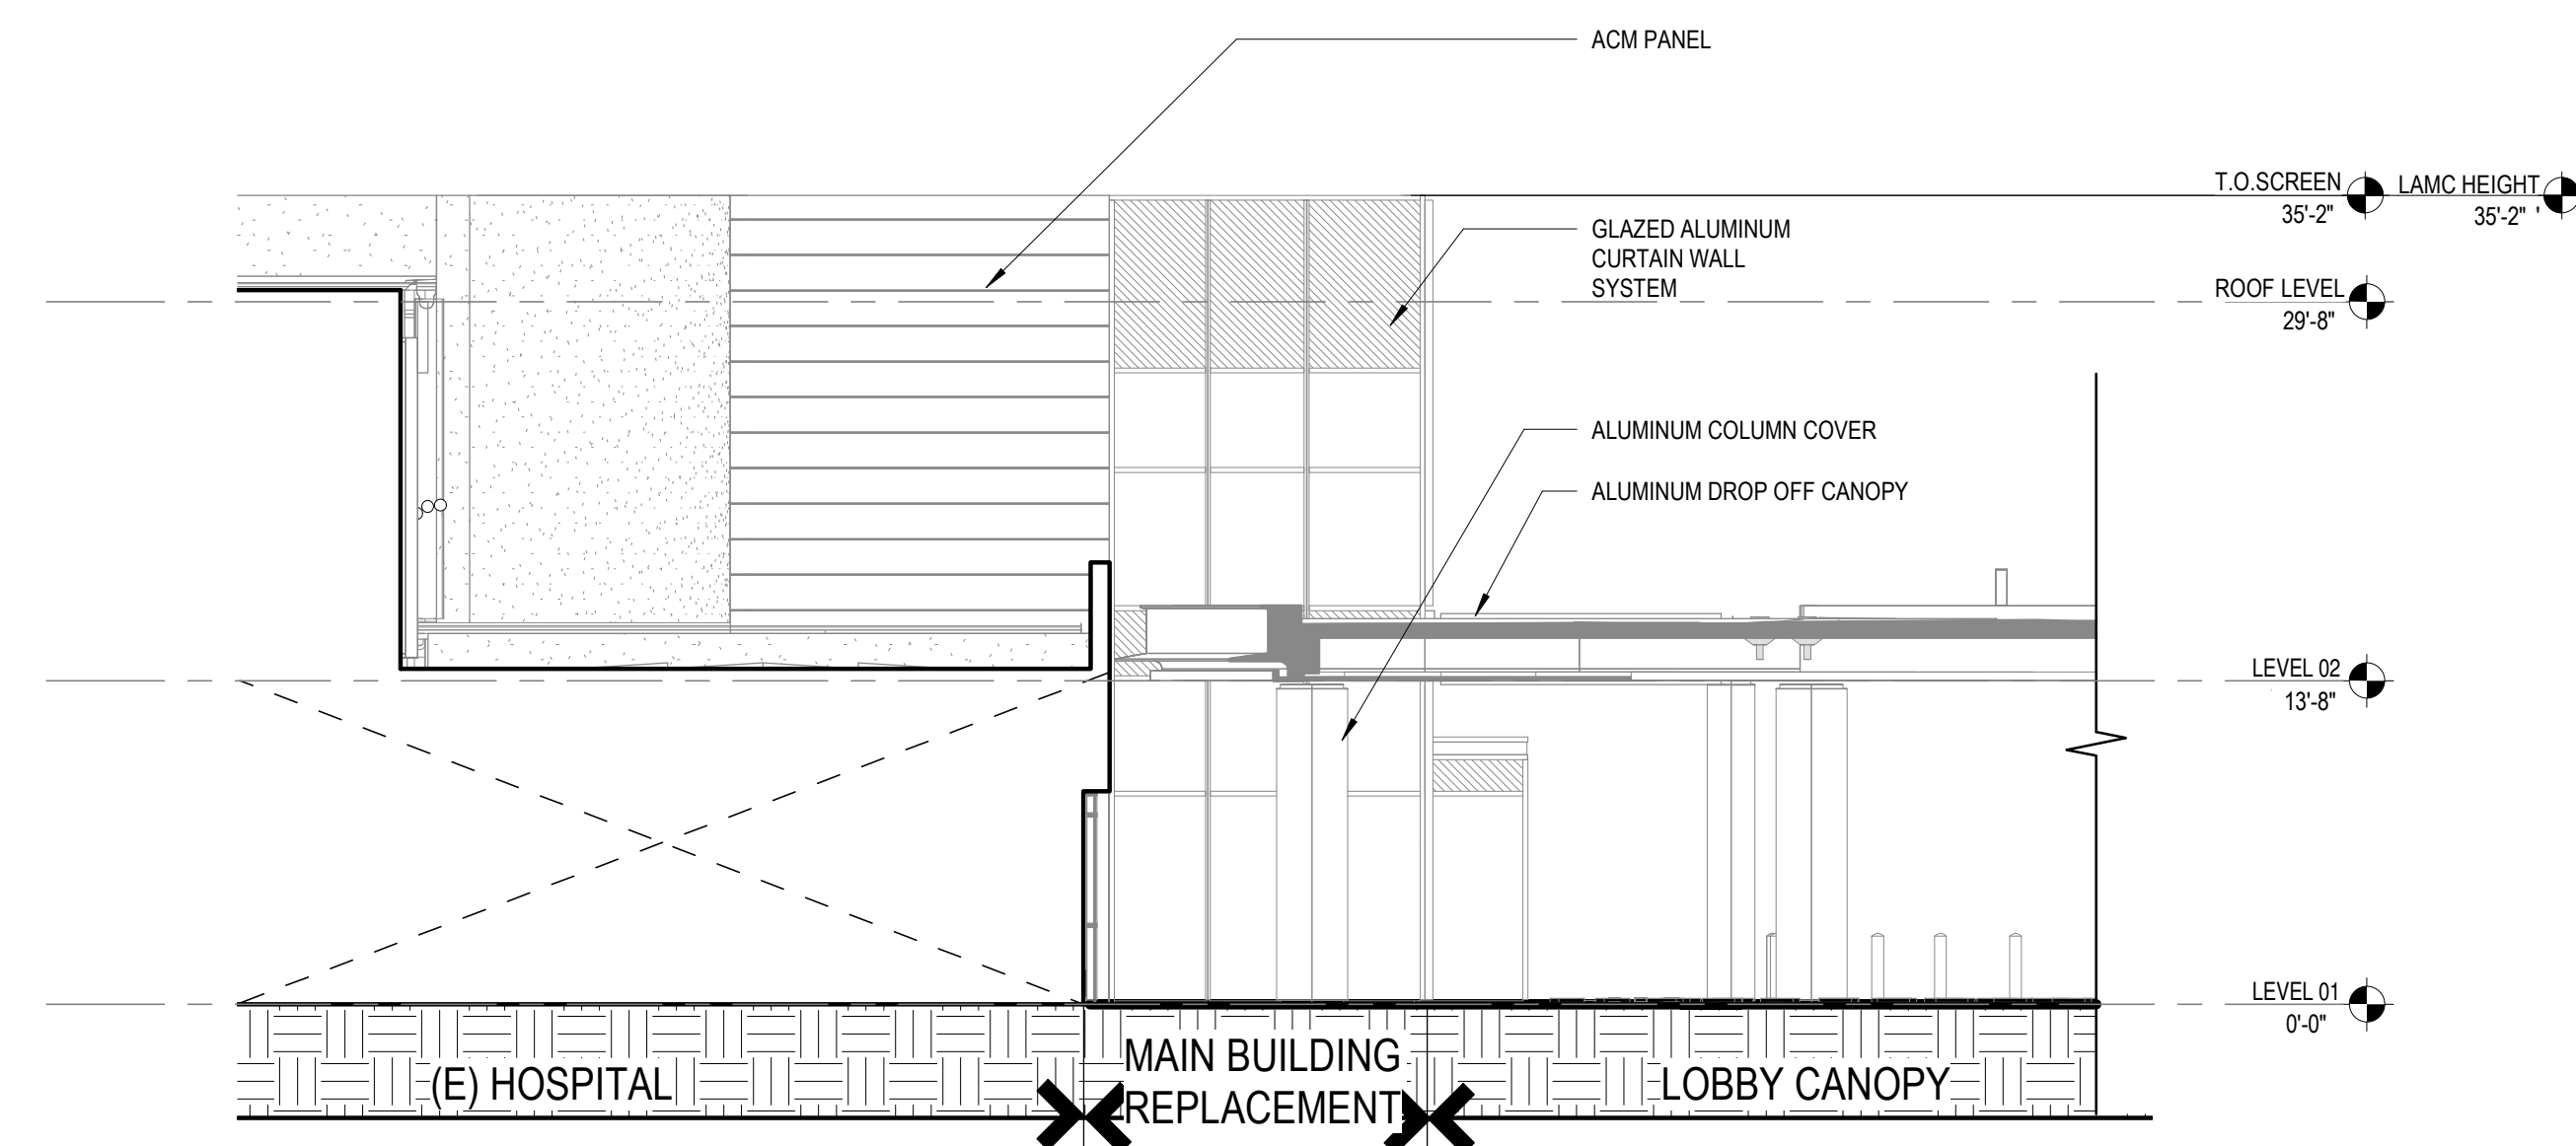 ACM PANEL
T.O.SCREEN
35'-2"
LAMC HEIGHT
35'-2" '
GLAZED ALUMINUM
CURTAIN WALL
SYSTEM
ROOF LEVEL
29'-8"
ALUMINUM COLUMN COVER
ALUMINUM DROP OFF CANOPY
LEVEL 02
13'-8"
LEVEL 01
0'-0"
(E) HOSPITAL
MAIN BUILDING
REPLACEMENT
LOBBY CANOPY